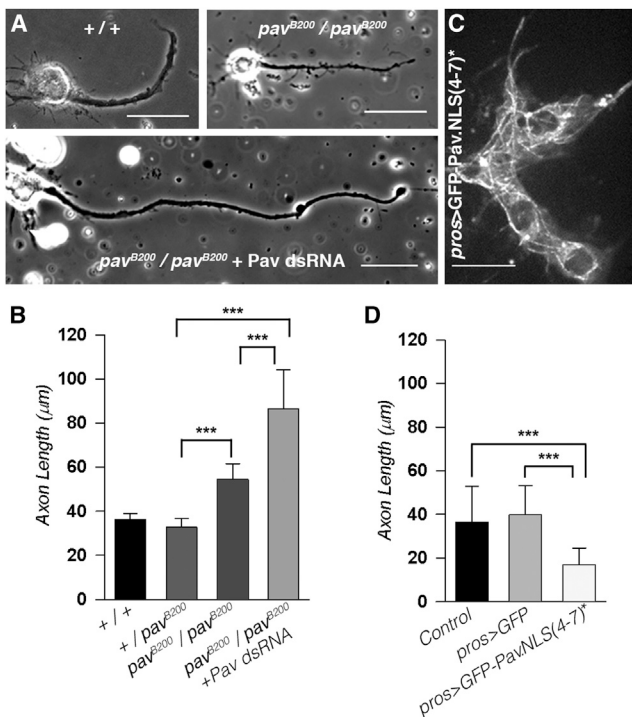 A
+ / +
pavB200 / pavB200
pavB200 / pavB200 + Pav dsRNA
C
pros>GFP-Pav.NLS(4-7)*
B
***
***
***
120
100
80
60
40
20
0
Axon Length (μm)
+ / +
+ / pavB200
pavB200 / pavB200
pavB200 / pavB200
+Pav dsRNA
D
***
***
120
100
80
60
40
20
0
Axon Length (μm)
Control
pros>GFP
pros>GFP-Pav.NLS(4-7)*